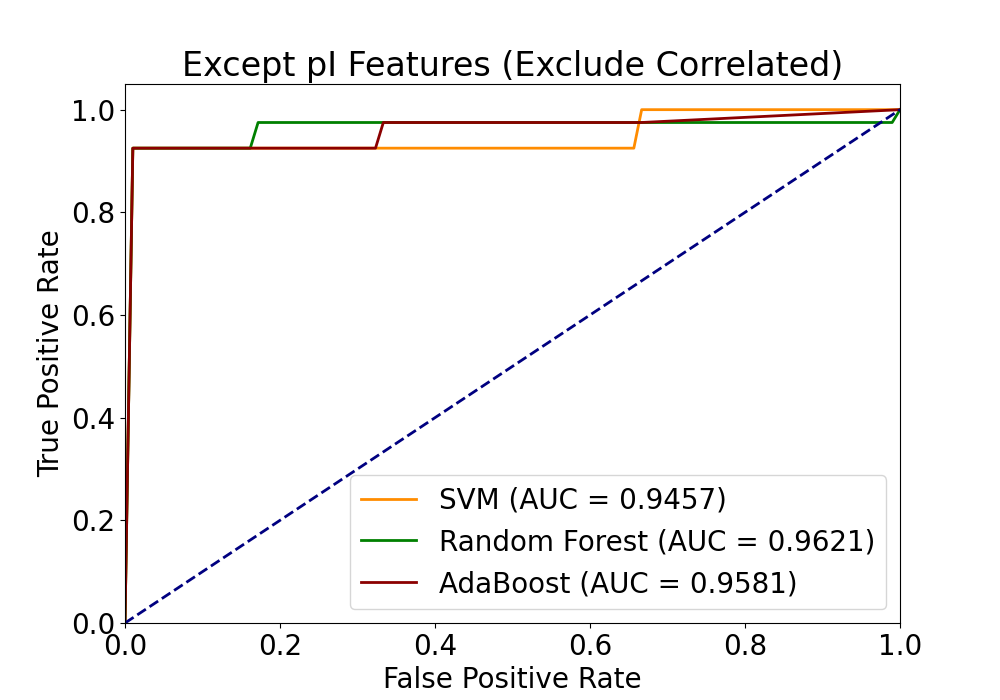 Except pI Features (Exclude Correlated)
True Positive Rate
1.0
0.8
0.6
0.4
0.2
0.0
0.0 0.2 0.4 0.6 0.8 1.0
False Positive Rate
SVM (AUC = 0.9457)
Random Forest (AUC = 0.9621)
AdaBoost (AUC = 0.9581)